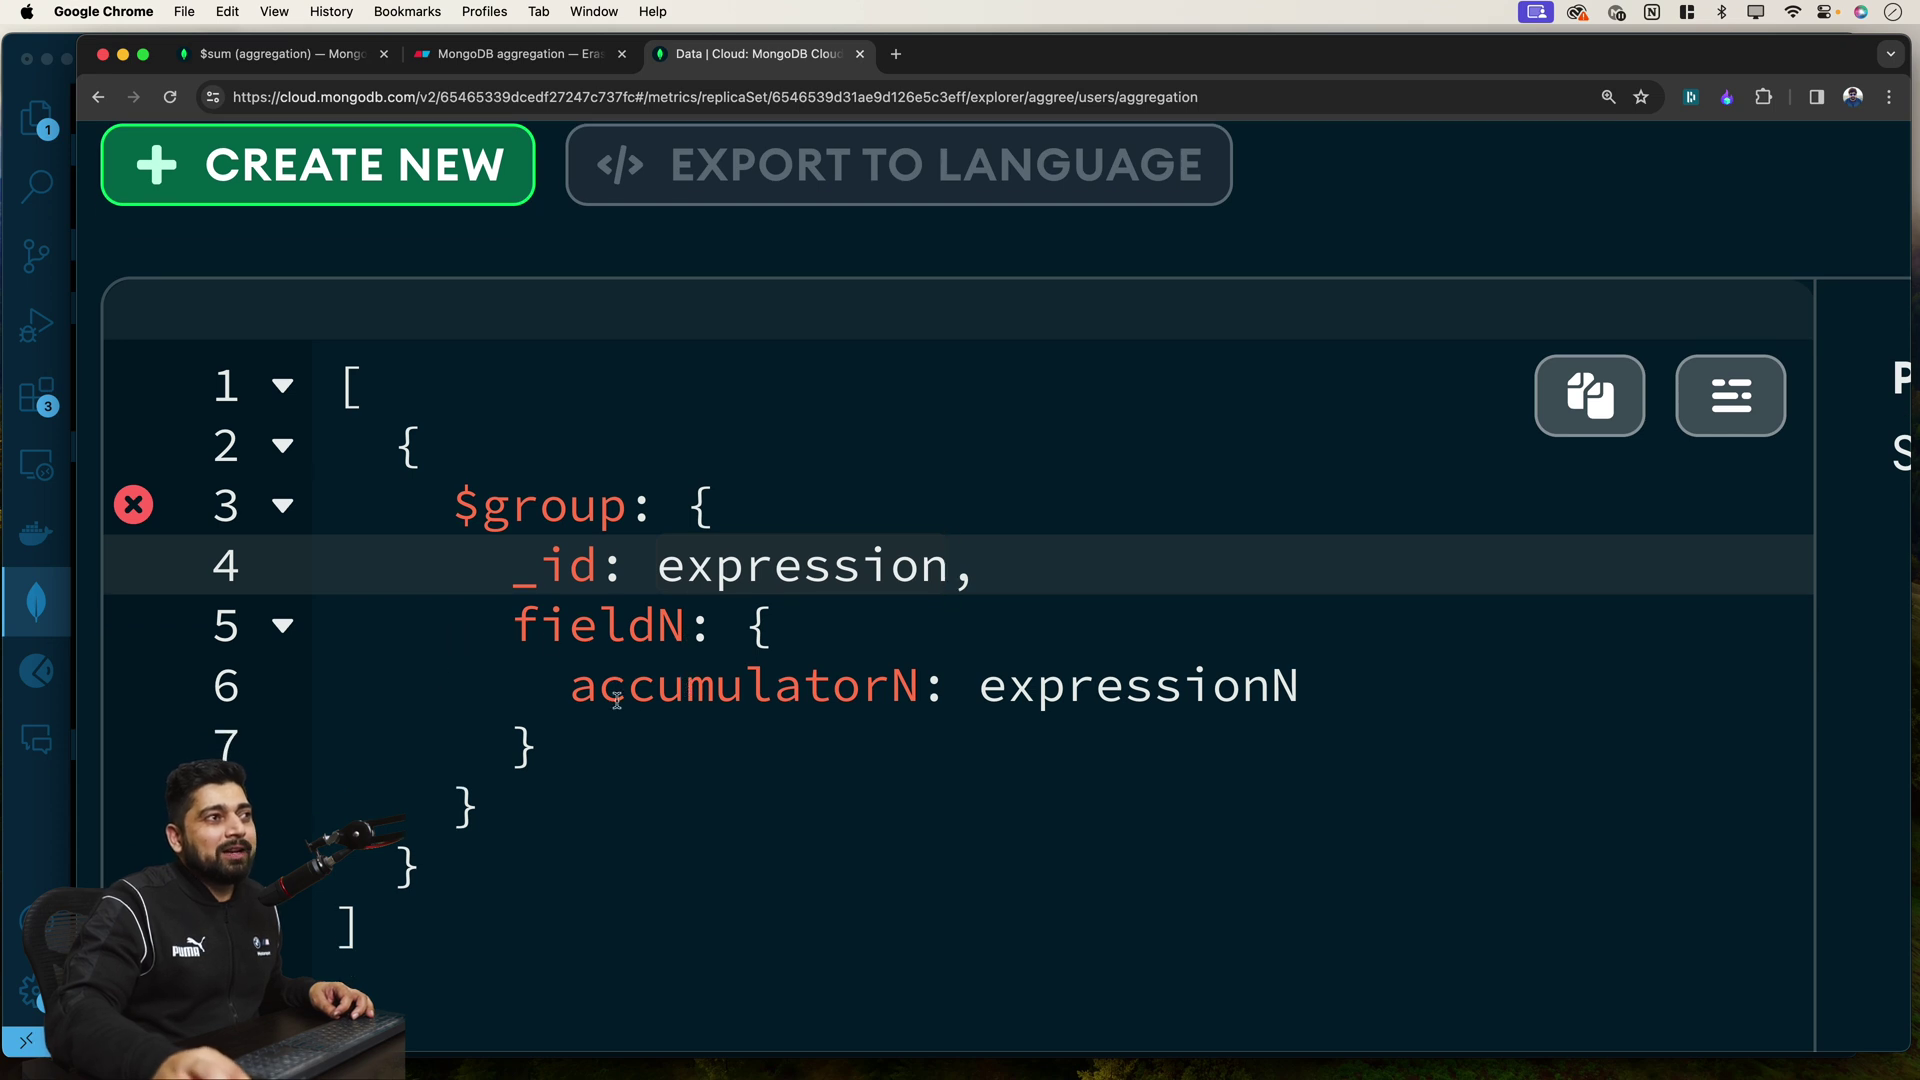 Google Chrome File Edit View History Bookmarks Profiles Tab Window Help
$sum (aggregation) — Mong
MongoDB aggregation — Era
Data | Cloud: MongoDB Cloud
https://cloud.mongodb.com/v2/65465339dcedf27247c737fc#/metrics/replicaSet/6546539d31ae9d126e5c3eff/explorer/aggree/users/aggregation
CREATE NEW
</> EXPORT TO LANGUAGE
1 [
2 {
3 $group: {
4 _id: expression,
5 fieldN: {
6 accumulatorN: expressionN
7 }
}
}
]
P
S
1
3
PUMA